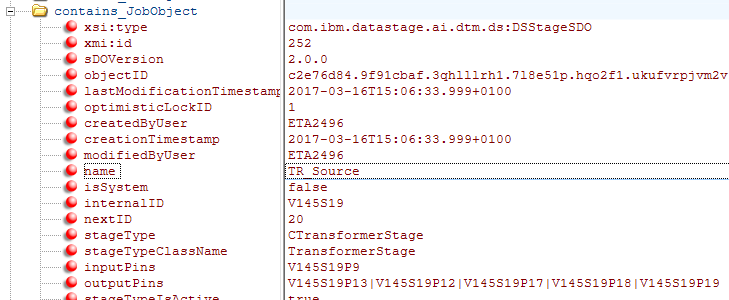 contains_JobObject
xsi:type com.ibm.datastage.ai.dtm.ds:DSStageSDO
xmi:id 252
sDOVersion 2.0.0
objectID c2e76d84.9f91cbaf.3qhlllrh1.7l8e51p.hqo2f1.ukufvrpjvm2v
lastModificationTimestamp 2017-03-16T15:06:33.999+0100
optimisticLockID 1
createdByUser ETA2496
creationTimestamp 2017-03-16T15:06:33.999+0100
modifiedByUser ETA2496
name TR_Source
isSystem false
internalID V145S19
nextID 20
stageType CTransformerStage
stageTypeClassName TransformerStage
inputPins V145S19P9
outputPins V145S19P13|V145S19P12|V145S19P17|V145S19P18|V145S19P19
stageTypeIsActive true